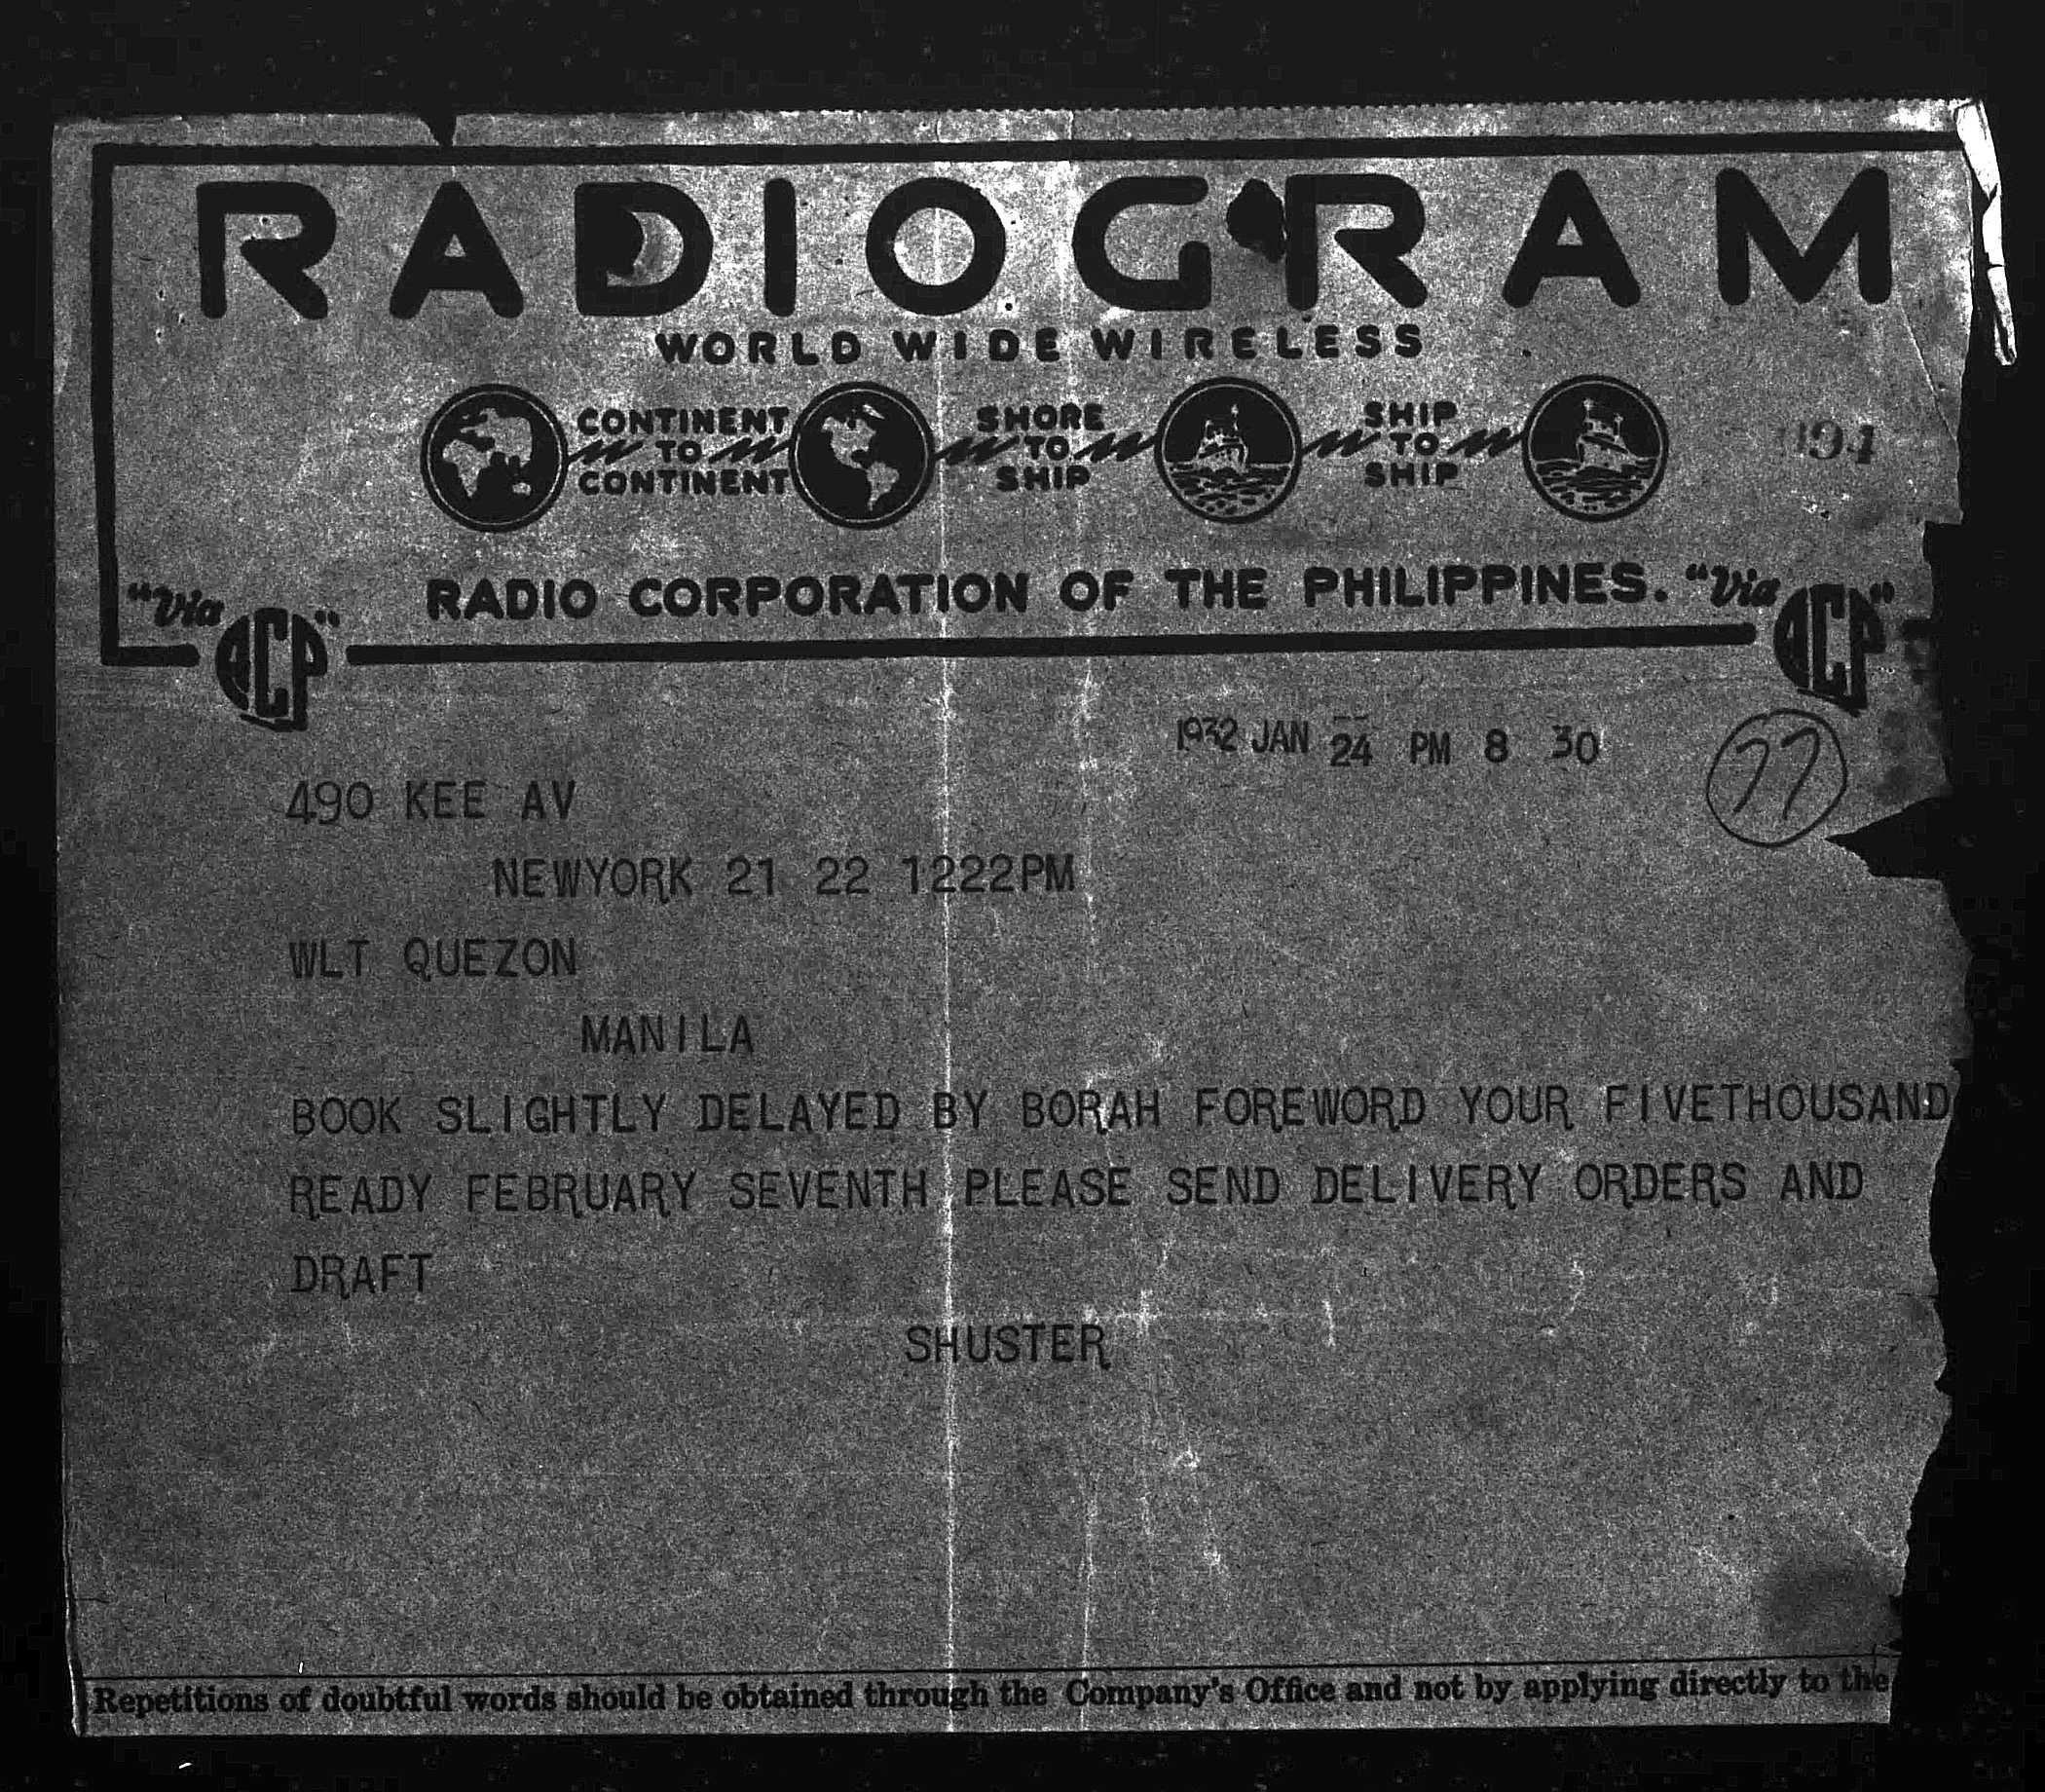 RADIOGRAM
WORLD WIDE WIRELESS
CONTINENT TO CONTINENT
SHORE TO SHIP
SHIP TO SHIP
"Via RCP"
RADIO CORPORATION OF THE PHILIPPINES.
"Via RCP"
1932 JAN 24 PM 8 30
77
490 KEE AV
NEWYORK 21 22 1222PM
WLT QUEZON
MANILA
BOOK SLIGHTLY DELAYED BY BORAH FOREWORD YOUR FIVETHOUSAND
READY FEBRUARY SEVENTH PLEASE SEND DELIVERY ORDERS AND
DRAFT
SHUSTER
Repetitions of doubtful words should be obtained through the Company's Office and not by applying directly to the